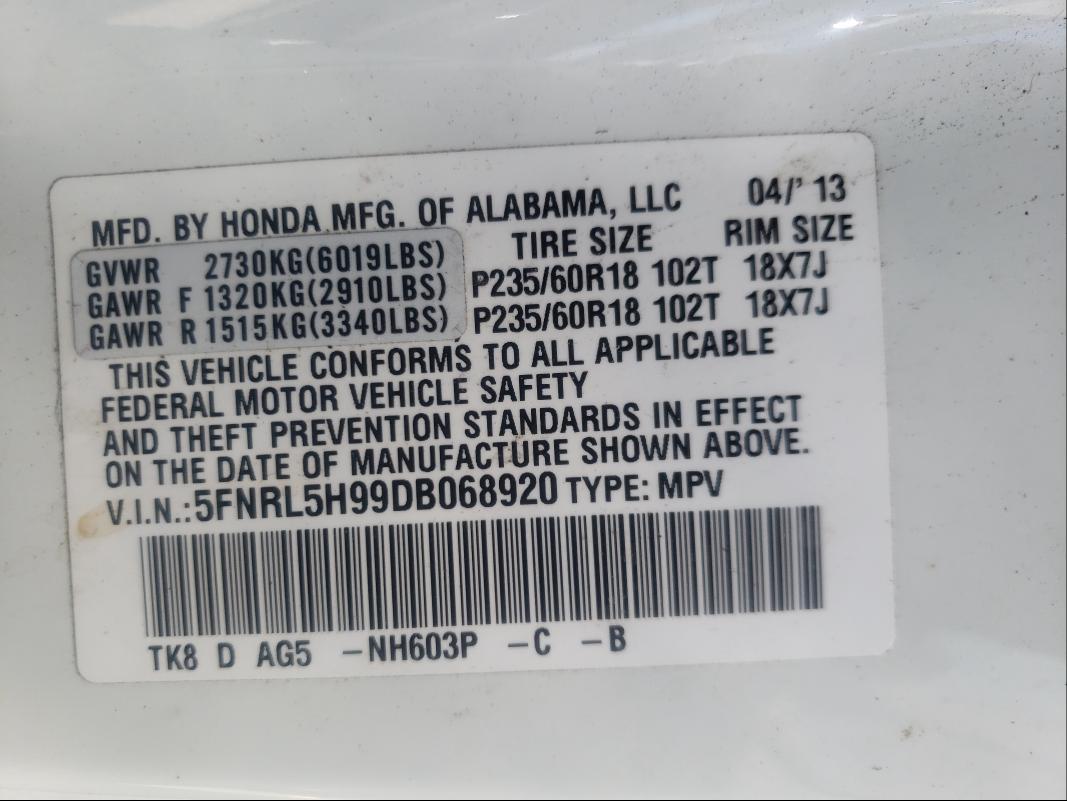 MFD. BY HONDA MFG. OF ALABAMA, LLC 04/' 13
TIRE SIZE RIM SIZE
GVWR 2730KG(6019LBS)
GAWR F 1320KG(2910LBS) P235/60R18 102T 18X7J
GAWR R 1515KG(3340LBS) P235/60R18 102T 18X7J
THIS VEHICLE CONFORMS TO ALL APPLICABLE
FEDERAL MOTOR VEHICLE SAFETY
AND THEFT PREVENTION STANDARDS IN EFFECT
ON THE DATE OF MANUFACTURE SHOWN ABOVE.
V.I.N.:5FNRL5H99DB068920 TYPE: MPV
TK8 D AG5 –NH603P –C –B